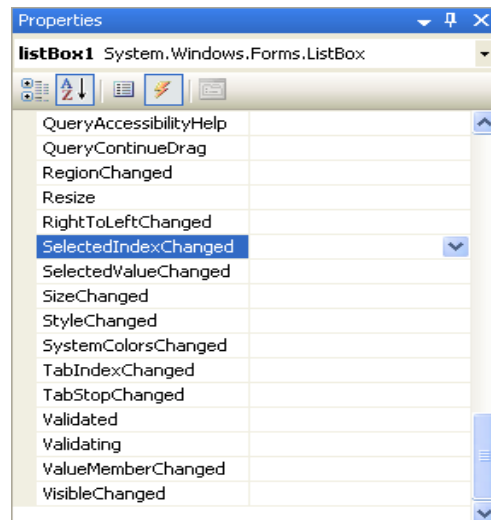 Properties
listBox1 System.Windows.Forms.ListBox
A
Z
QueryAccessibilityHelp
QueryContinueDrag
RegionChanged
Resize
RightToLeftChanged
SelectedIndexChanged
SelectedValueChanged
SizeChanged
StyleChanged
SystemColorsChanged
TabIndexChanged
TabStopChanged
Validated
Validating
ValueMemberChanged
VisibleChanged